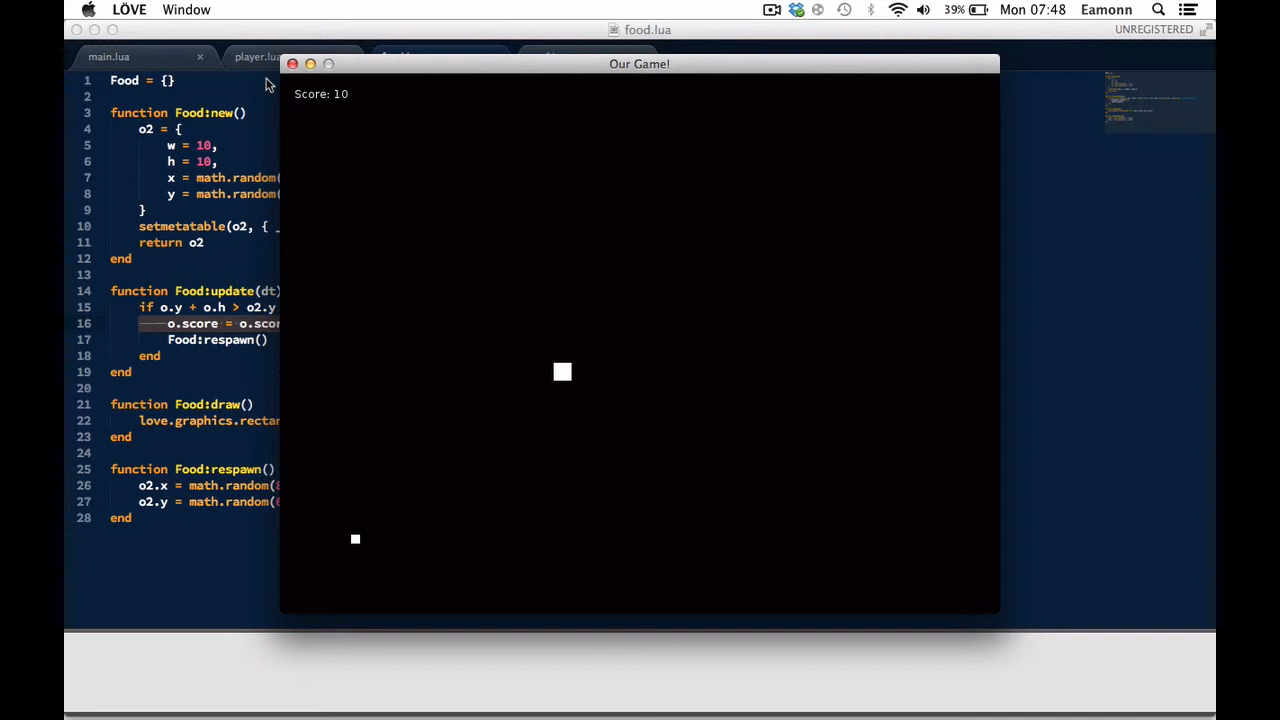 LÖVE Window 39% Mon 07:48 Eamonn
food.lua UNREGISTERED
main.lua player.lua
Our Game!
Score: 10
1 Food = {}
2
3 function Food:new()
4 o2 = {
5 w = 10,
6 h = 10,
7 x = math.random(
8 y = math.random(
9 }
10 setmetatable(o2, { _
11 return o2
12 end
13
14 function Food:update(dt)
15 if o.y + o.h > o2.y
16 o.score = o.scor
17 Food:respawn()
18 end
19 end
20
21 function Food:draw()
22 love.graphics.rectan
23 end
24
25 function Food:respawn()
26 o2.x = math.random(
27 o2.y = math.random(
28 end